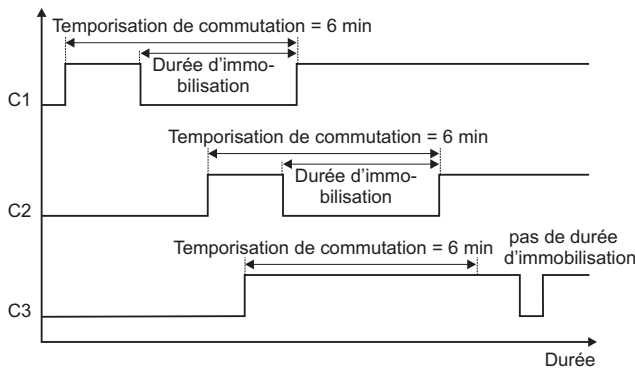 Temporisation de commutation = 6 min
Durée d'immo-
bilisation
C1
Temporisation de commutation = 6 min
Durée d'immo-
bilisation
C2
Temporisation de commutation = 6 min
pas de durée
d'immobilisation
C3
Durée